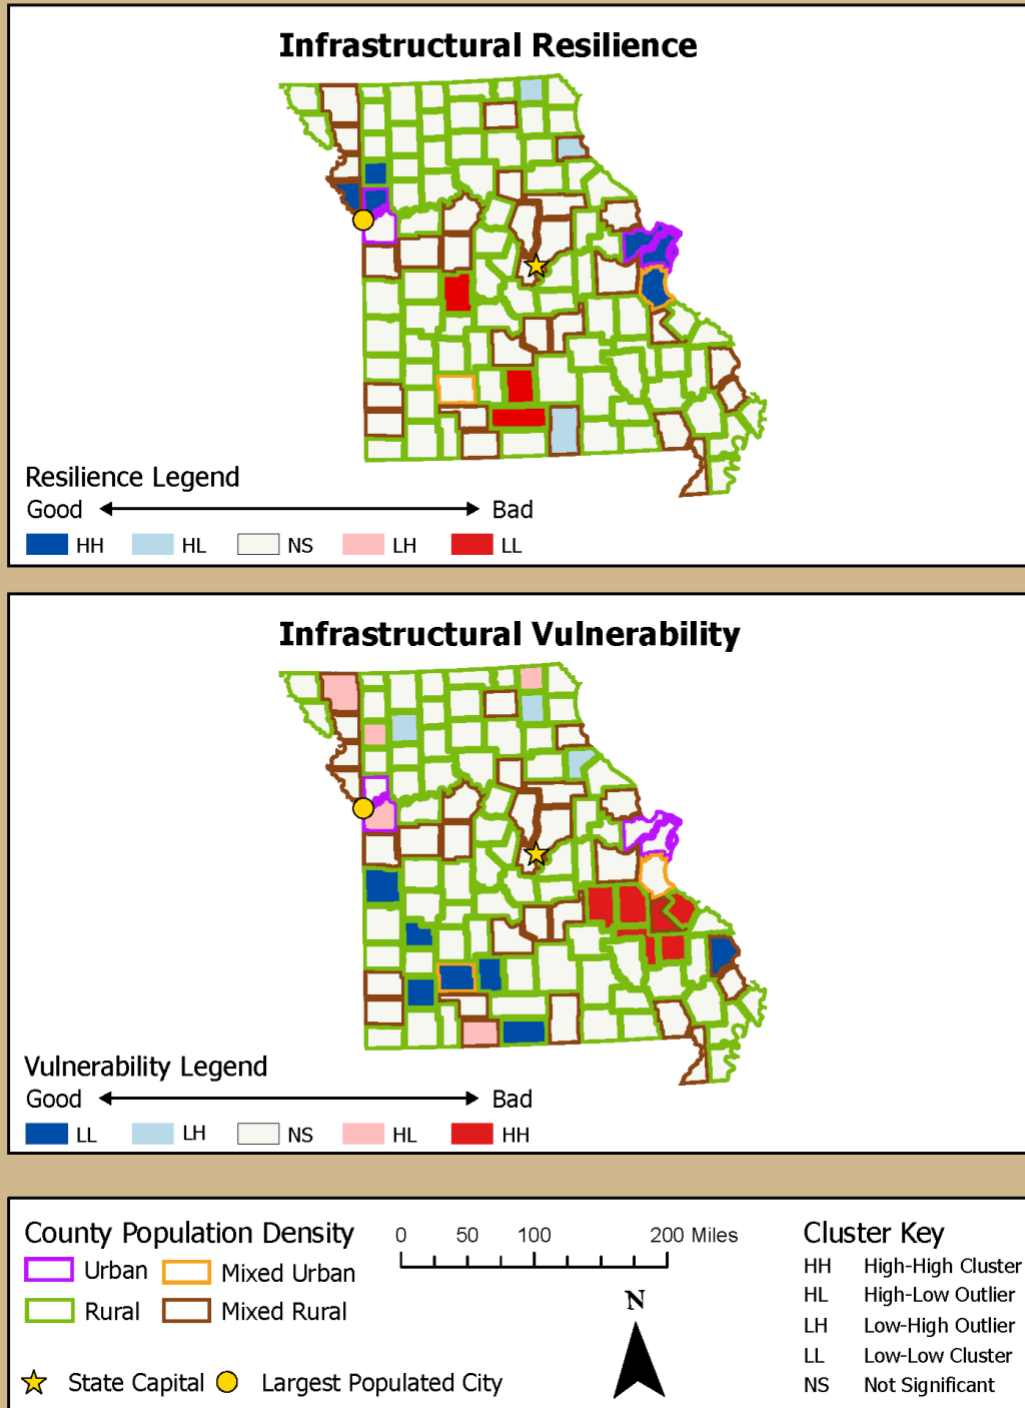 Infrastructural Resilience
Resilience Legend
Good Bad
HH HL NS LH LL
Infrastructural Vulnerability
Vulnerability Legend
Good Bad
LL LH NS HL HH
County Population Density
Urban Mixed Urban
Rural Mixed Rural
State Capital Largest Populated City
0 50 100 200 Miles
N
Cluster Key
HH High-High Cluster
HL High-Low Outlier
LH Low-High Outlier
LL Low-Low Cluster
NS Not Significant